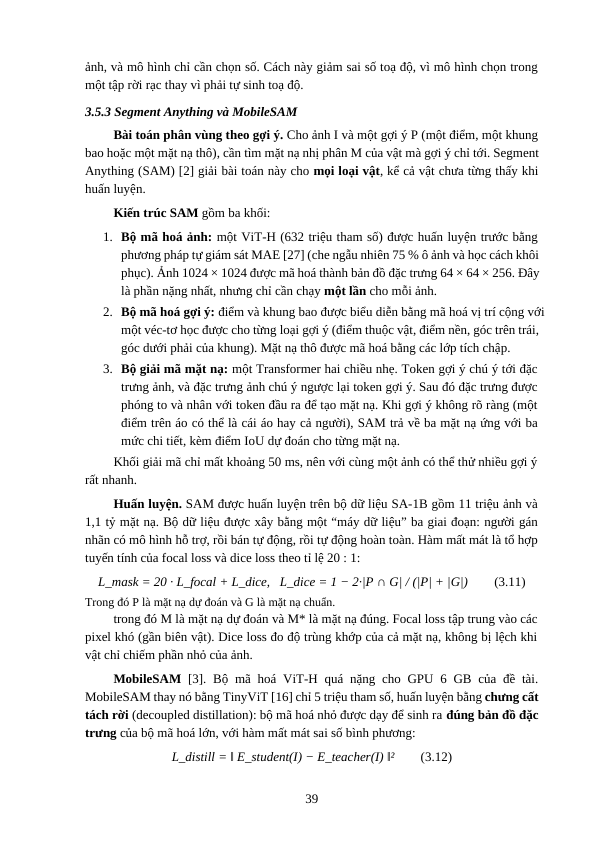 ảnh, và mô hình chỉ cần chọn số. Cách này giảm sai số toạ độ, vì mô hình chọn trong
một tập rời rạc thay vì phải tự sinh toạ độ.
3.5.3 Segment Anything và MobileSAM
Bài toán phân vùng theo gợi ý. Cho ảnh I và một gợi ý P (một điểm, một khung
bao hoặc một mặt nạ thô), cần tìm mặt nạ nhị phân M của vật mà gợi ý chỉ tới. Segment
Anything (SAM) [2] giải bài toán này cho mọi loại vật, kể cả vật chưa từng thấy khi
huấn luyện.
Kiến trúc SAM gồm ba khối:
1. Bộ mã hoá ảnh: một ViT-H (632 triệu tham số) được huấn luyện trước bằng
phương pháp tự giám sát MAE [27] (che ngẫu nhiên 75 % ô ảnh và học cách khôi
phục). Ảnh 1024 × 1024 được mã hoá thành bản đồ đặc trưng 64 × 64 × 256. Đây
là phần nặng nhất, nhưng chỉ cần chạy một lần cho mỗi ảnh.
2. Bộ mã hoá gợi ý: điểm và khung bao được biểu diễn bằng mã hoá vị trí cộng với
một véc-tơ học được cho từng loại gợi ý (điểm thuộc vật, điểm nền, góc trên trái,
góc dưới phải của khung). Mặt nạ thô được mã hoá bằng các lớp tích chập.
3. Bộ giải mã mặt nạ: một Transformer hai chiều nhẹ. Token gợi ý chú ý tới đặc
trưng ảnh, và đặc trưng ảnh chú ý ngược lại token gợi ý. Sau đó đặc trưng được
phóng to và nhân với token đầu ra để tạo mặt nạ. Khi gợi ý không rõ ràng (một
điểm trên áo có thể là cái áo hay cả người), SAM trả về ba mặt nạ ứng với ba
mức chi tiết, kèm điểm IoU dự đoán cho từng mặt nạ.
Khối giải mã chỉ mất khoảng 50 ms, nên với cùng một ảnh có thể thử nhiều gợi ý
rất nhanh.
Huấn luyện. SAM được huấn luyện trên bộ dữ liệu SA-1B gồm 11 triệu ảnh và
1,1 tỷ mặt nạ. Bộ dữ liệu được xây bằng một “máy dữ liệu” ba giai đoạn: người gán
nhãn có mô hình hỗ trợ, rồi bán tự động, rồi tự động hoàn toàn. Hàm mất mát là tổ hợp
tuyến tính của focal loss và dice loss theo tỉ lệ 20 : 1:
L_mask = 20 · L_focal + L_dice, L_dice = 1 − 2·|P ∩ G| / (|P| + |G|) (3.11)
Trong đó P là mặt nạ dự đoán và G là mặt nạ chuẩn.
trong đó M là mặt nạ dự đoán và M* là mặt nạ đúng. Focal loss tập trung vào các
pixel khó (gần biên vật). Dice loss đo độ trùng khớp của cả mặt nạ, không bị lệch khi
vật chỉ chiếm phần nhỏ của ảnh.
MobileSAM [3]. Bộ mã hoá ViT-H quá nặng cho GPU 6 GB của đề tài.
MobileSAM thay nó bằng TinyViT [16] chỉ 5 triệu tham số, huấn luyện bằng chưng cất
tách rời (decoupled distillation): bộ mã hoá nhỏ được dạy để sinh ra đúng bản đồ đặc
trưng của bộ mã hoá lớn, với hàm mất mát sai số bình phương:
L_distill = ‖ E_student(I) − E_teacher(I) ‖² (3.12)
39